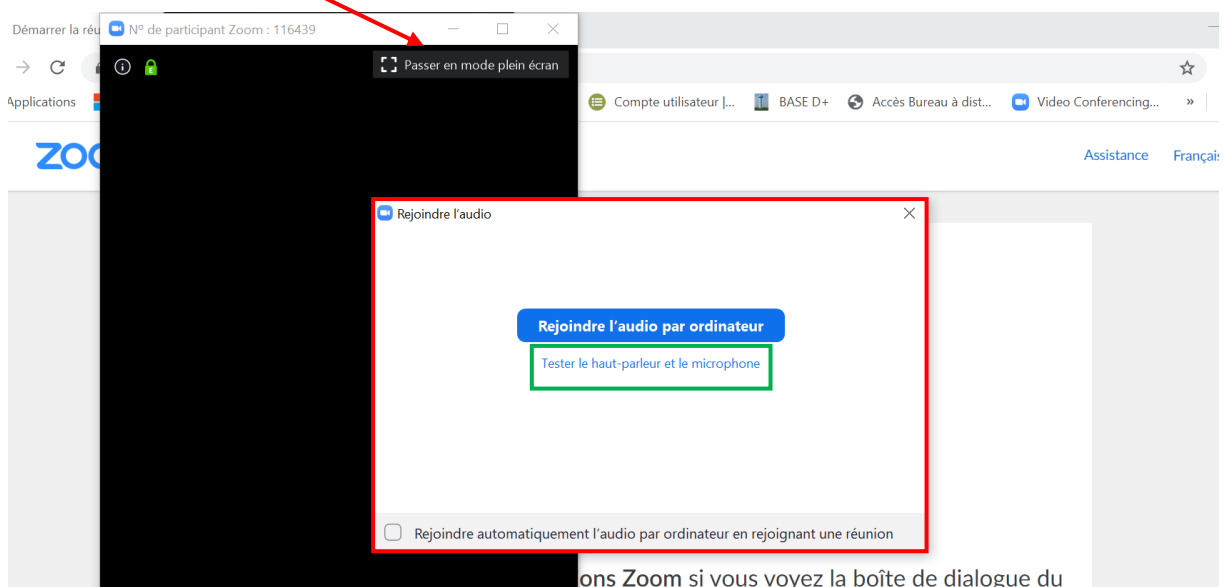 Démarrer la réu
Nº de participant Zoom : 116439
Passer en mode plein écran
Applications
Compte utilisateur |...
BASE D+
Accès Bureau à dist...
Video Conferencing...
»
ZOO
Assistance
Français
Rejoindre l'audio
Rejoindre l'audio par ordinateur
Tester le haut-parleur et le microphone
Rejoindre automatiquement l'audio par ordinateur en rejoignant une réunion
ons Zoom si vous voyez la boîte de dialogue du